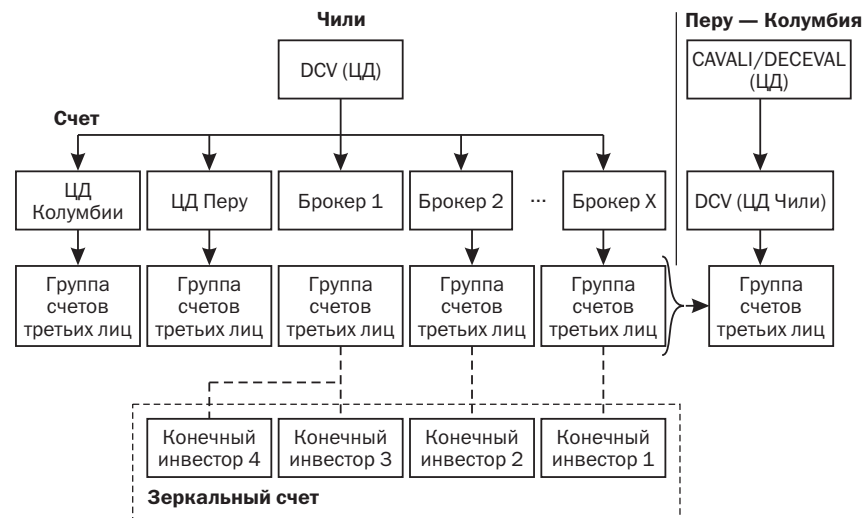 Чили
Перу — Колумбия
DCV (ЦД)
CAVALI/DECEVAL
(ЦД)
Счет
ЦД
Колумбии
ЦД Перу
Брокер 1
Брокер 2
...
Брокер X
DCV (ЦД Чили)
Группа
счетов
третьих лиц
Группа
счетов
третьих лиц
Группа
счетов
третьих лиц
Группа
счетов
третьих лиц
Группа
счетов
третьих лиц
Группа
счетов
третьих лиц
Конечный
инвестор 4
Конечный
инвестор 3
Конечный
инвестор 2
Конечный
инвестор 1
Зеркальный счет